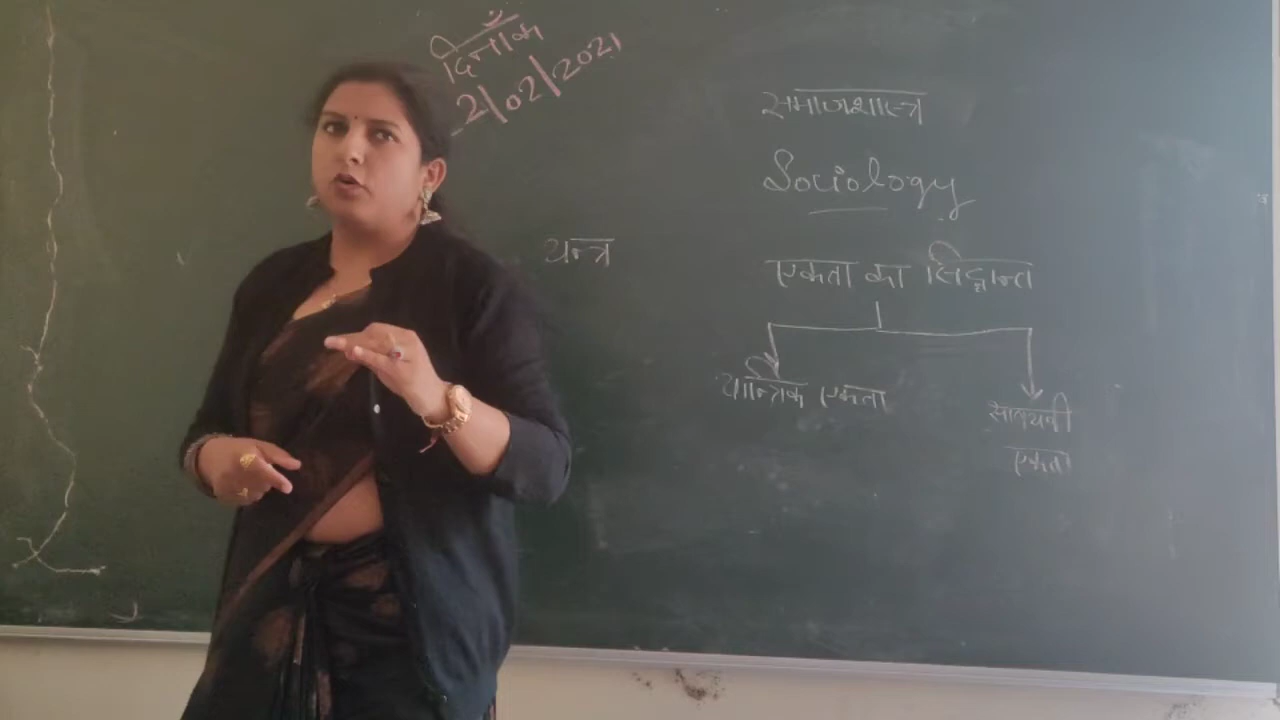 दिनाँक
2/02/2021
समाजशास्त्र
Sociology
यन्त्र
एकता का सिद्धान्त
यान्त्रिक एकता
सावयवी
एकता